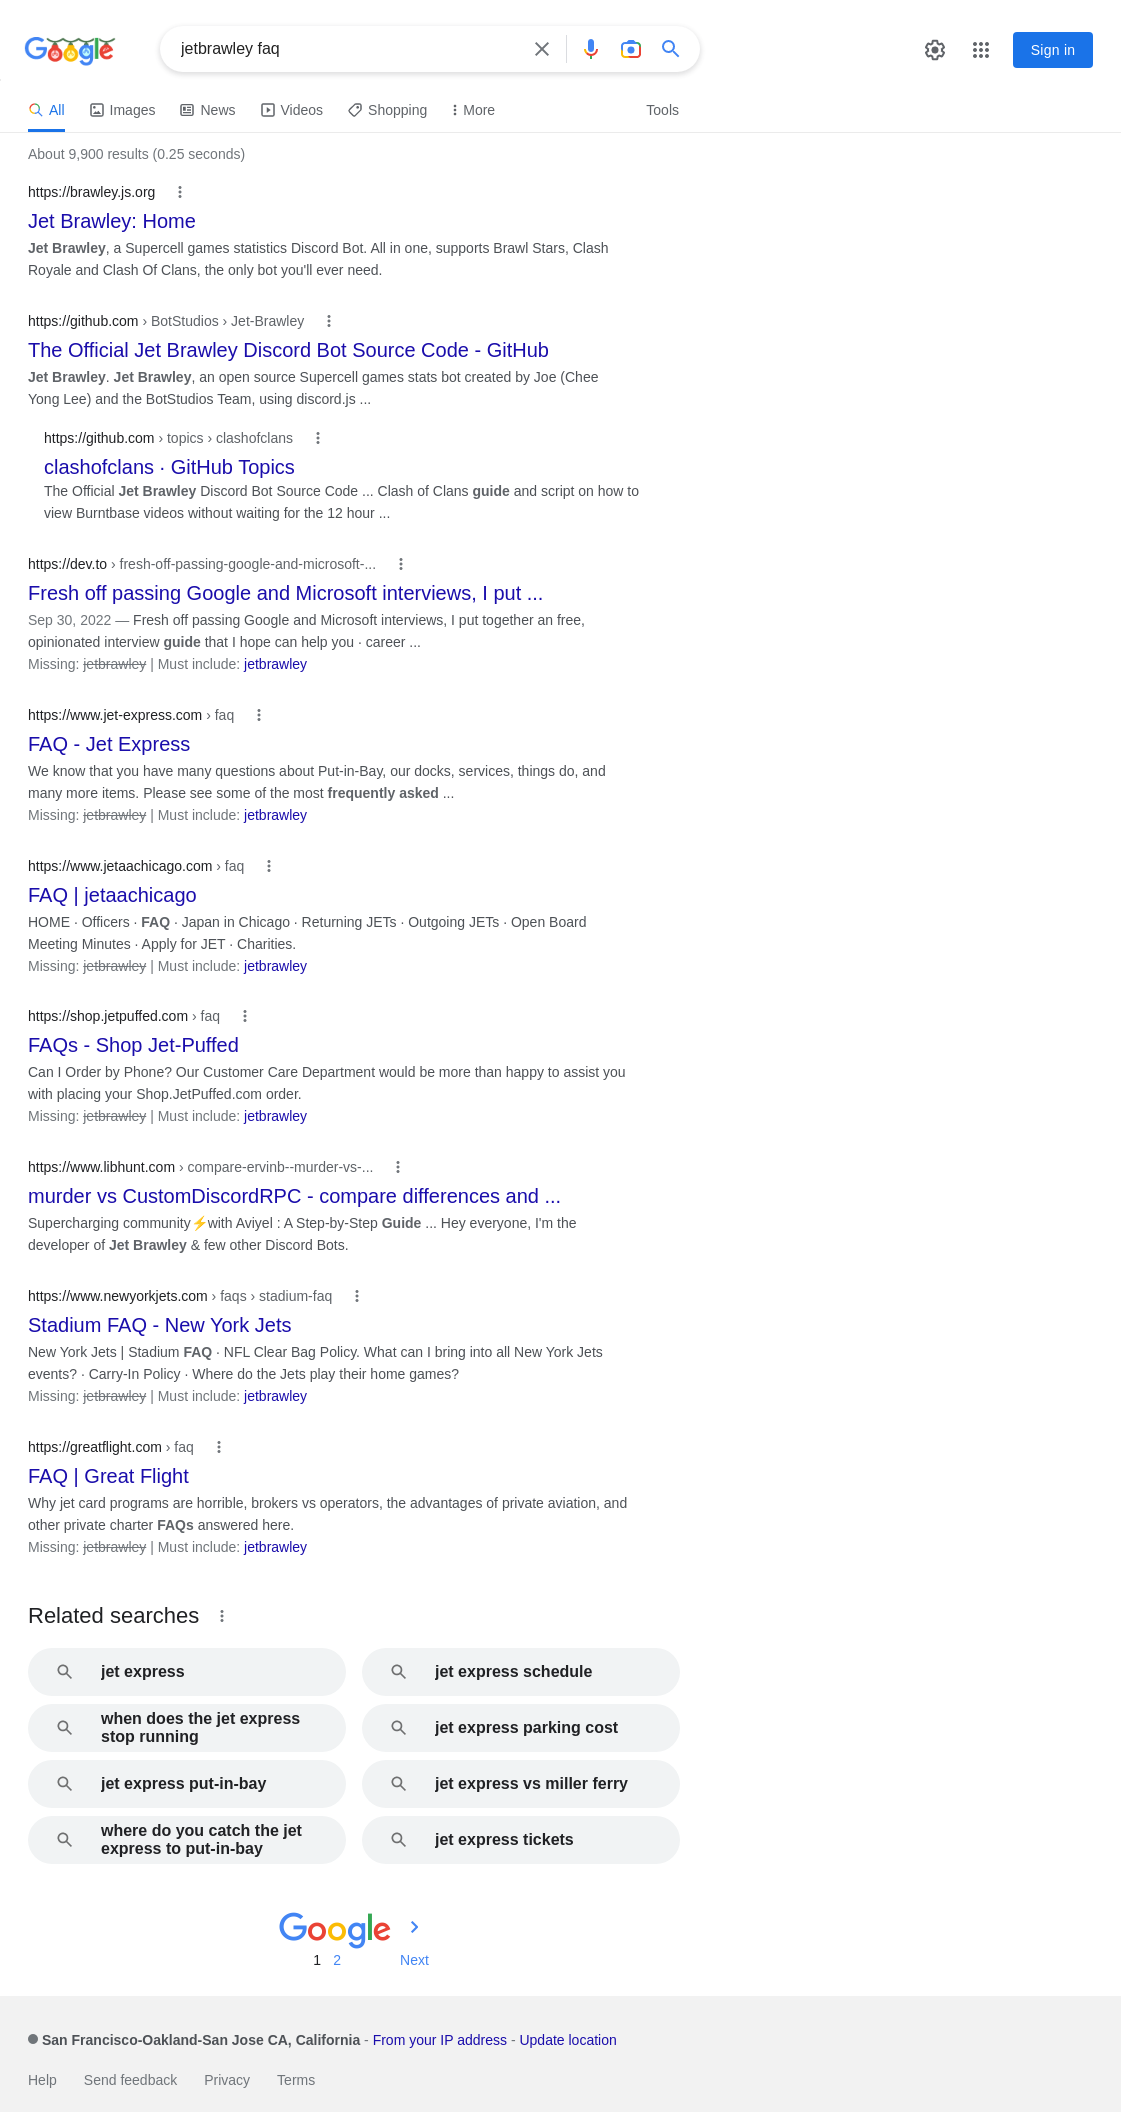 Google
jetbrawley faq
Sign in
All
Images
News
Videos
Shopping
More
Tools
About 9,900 results (0.25 seconds)
https://brawley.js.org
Jet Brawley: Home
Jet Brawley, a Supercell games statistics Discord Bot. All in one, supports Brawl Stars, Clash
Royale and Clash Of Clans, the only bot you'll ever need.
https://github.com › BotStudios › Jet-Brawley
The Official Jet Brawley Discord Bot Source Code - GitHub
Jet Brawley. Jet Brawley, an open source Supercell games stats bot created by Joe (Chee
Yong Lee) and the BotStudios Team, using discord.js ...
https://github.com › topics › clashofclans
clashofclans · GitHub Topics
The Official Jet Brawley Discord Bot Source Code ... Clash of Clans guide and script on how to
view Burntbase videos without waiting for the 12 hour ...
https://dev.to › fresh-off-passing-google-and-microsoft-...
Fresh off passing Google and Microsoft interviews, I put ...
Sep 30, 2022 — Fresh off passing Google and Microsoft interviews, I put together an free,
opinionated interview guide that I hope can help you · career ...
Missing: jetbrawley | Must include: jetbrawley
https://www.jet-express.com › faq
FAQ - Jet Express
We know that you have many questions about Put-in-Bay, our docks, services, things do, and
many more items. Please see some of the most frequently asked ...
Missing: jetbrawley | Must include: jetbrawley
https://www.jetaachicago.com › faq
FAQ | jetaachicago
HOME · Officers · FAQ · Japan in Chicago · Returning JETs · Outgoing JETs · Open Board
Meeting Minutes · Apply for JET · Charities.
Missing: jetbrawley | Must include: jetbrawley
https://shop.jetpuffed.com › faq
FAQs - Shop Jet-Puffed
Can I Order by Phone? Our Customer Care Department would be more than happy to assist you
with placing your Shop.JetPuffed.com order.
Missing: jetbrawley | Must include: jetbrawley
https://www.libhunt.com › compare-ervinb--murder-vs-...
murder vs CustomDiscordRPC - compare differences and ...
Supercharging community⚡with Aviyel : A Step-by-Step Guide ... Hey everyone, I'm the
developer of Jet Brawley & few other Discord Bots.
https://www.newyorkjets.com › faqs › stadium-faq
Stadium FAQ - New York Jets
New York Jets | Stadium FAQ · NFL Clear Bag Policy. What can I bring into all New York Jets
events? · Carry-In Policy · Where do the Jets play their home games?
Missing: jetbrawley | Must include: jetbrawley
https://greatflight.com › faq
FAQ | Great Flight
Why jet card programs are horrible, brokers vs operators, the advantages of private aviation, and
other private charter FAQs answered here.
Missing: jetbrawley | Must include: jetbrawley
Related searches
jet express
jet express schedule
when does the jet express
stop running
jet express parking cost
jet express put-in-bay
jet express vs miller ferry
where do you catch the jet
express to put-in-bay
jet express tickets
Google
1 2 Next
San Francisco-Oakland-San Jose CA, California - From your IP address - Update location
Help Send feedback Privacy Terms